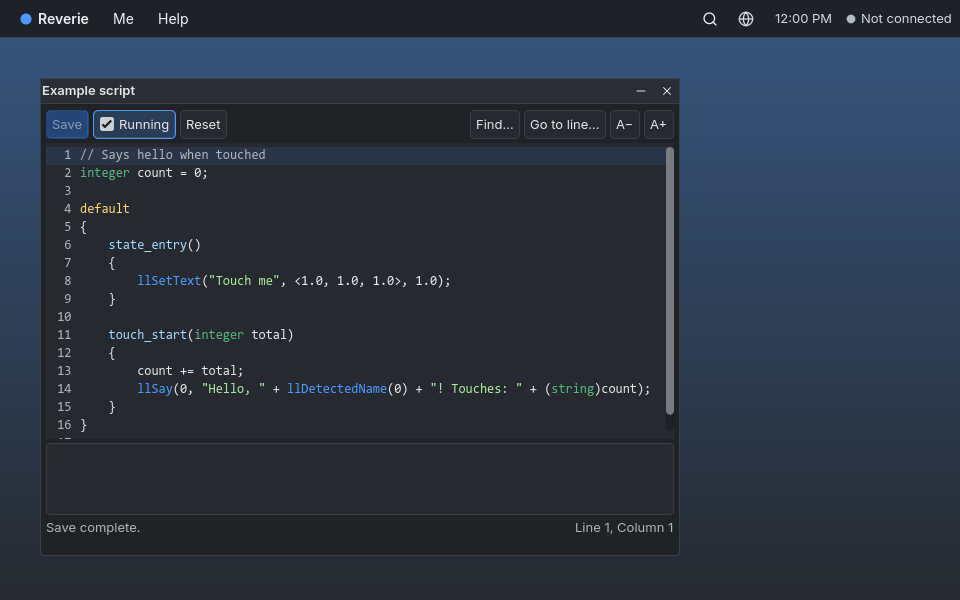 Reverie Me Help 12:00 PM Not connected
Example script
Save Running Reset Find... Go to line... A− A+
1 // Says hello when touched
2 integer count = 0;
3
4 default
5 {
6     state_entry()
7     {
8         llSetText("Touch me", <1.0, 1.0, 1.0>, 1.0);
9     }
10
11     touch_start(integer total)
12     {
13         count += total;
14         llSay(0, "Hello, " + llDetectedName(0) + "! Touches: " + (string)count);
15     }
16 }
Save complete. Line 1, Column 1